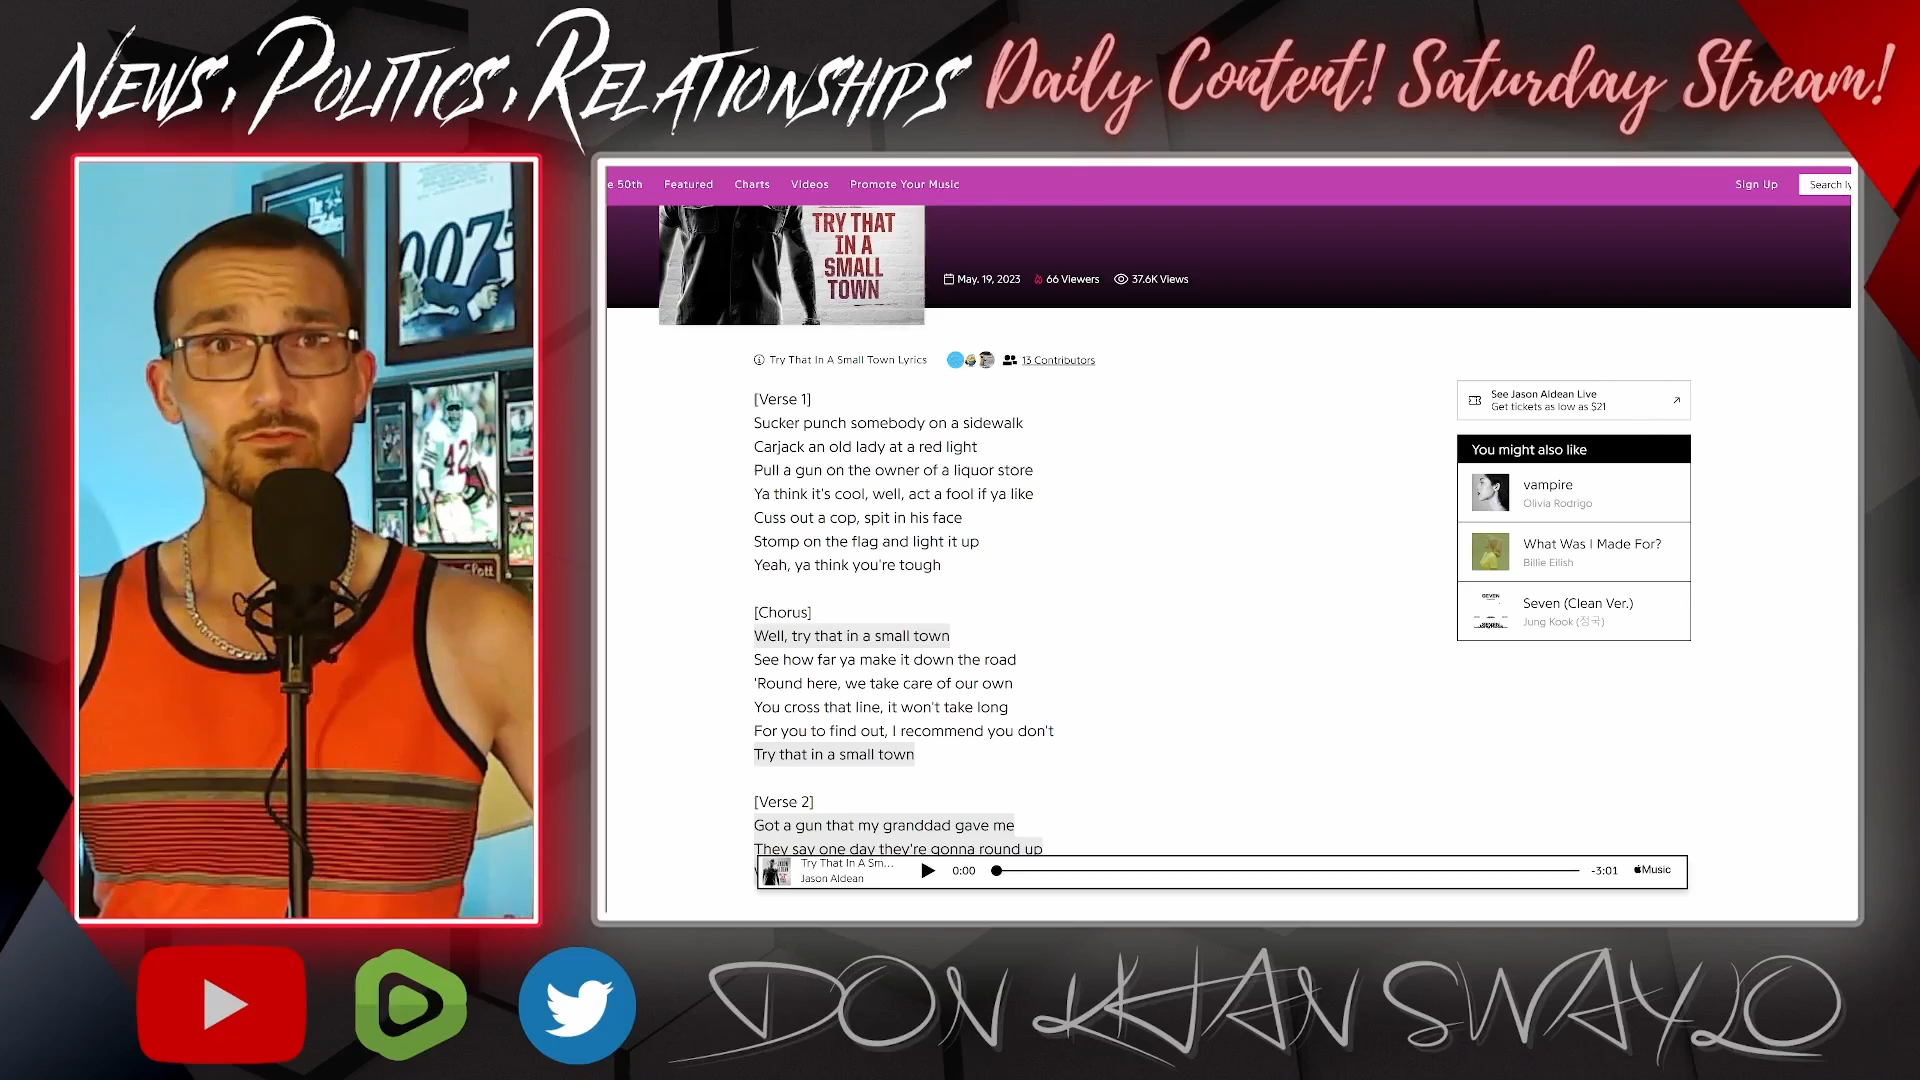 News, Politics, Relationships
Daily Content! Saturday Stream!
e 50th Featured Charts Videos Promote Your Music Sign Up Search ly
TRY THAT
IN A
SMALL
TOWN
May. 19, 2023 66 Viewers 37.6K Views
Try That In A Small Town Lyrics 13 Contributors
[Verse 1]
Sucker punch somebody on a sidewalk
Carjack an old lady at a red light
Pull a gun on the owner of a liquor store
Ya think it's cool, well, act a fool if ya like
Cuss out a cop, spit in his face
Stomp on the flag and light it up
Yeah, ya think you're tough
[Chorus]
Well, try that in a small town
See how far ya make it down the road
'Round here, we take care of our own
You cross that line, it won't take long
For you to find out, I recommend you don't
Try that in a small town
[Verse 2]
Got a gun that my granddad gave me
They say one day they're gonna round up
Try That In A Sm...
Jason Aldean
0:00
-3:01
Music
See Jason Aldean Live
Get tickets as low as $21
You might also like
vampire
Olivia Rodrigo
What Was I Made For?
Billie Eilish
SEVEN
Seven (Clean Ver.)
Jung Kook (정국)
007
42
The
DON KHAN SWAYLO